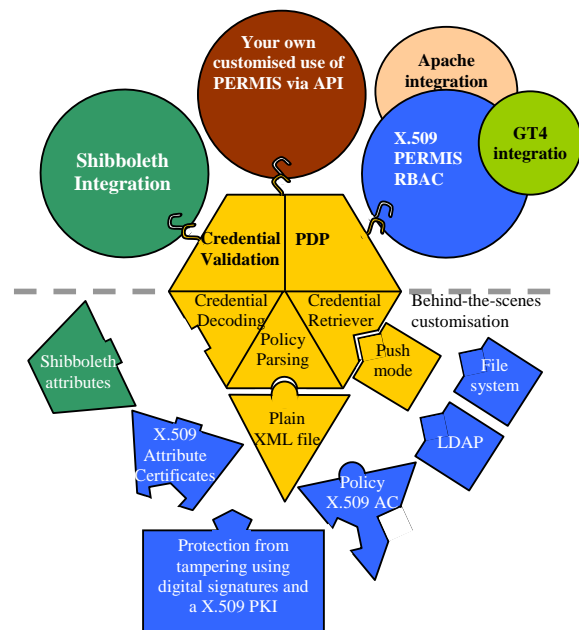 Your own
customised use of
PERMIS via API
Apache
integration
Shibboleth
Integration
X.509
PERMIS
RBAC
GT4
integratio
Credential
Validation
PDP
Credential
Decoding
Policy
Parsing
Credential
Retriever
Behind-the-scenes
customisation
Shibboleth
attributes
Push
mode
File
system
Plain
XML file
X.509
Attribute
Certificates
LDAP
Policy
X.509 AC
Protection from
tampering using
digital signatures and
a X.509 PKI